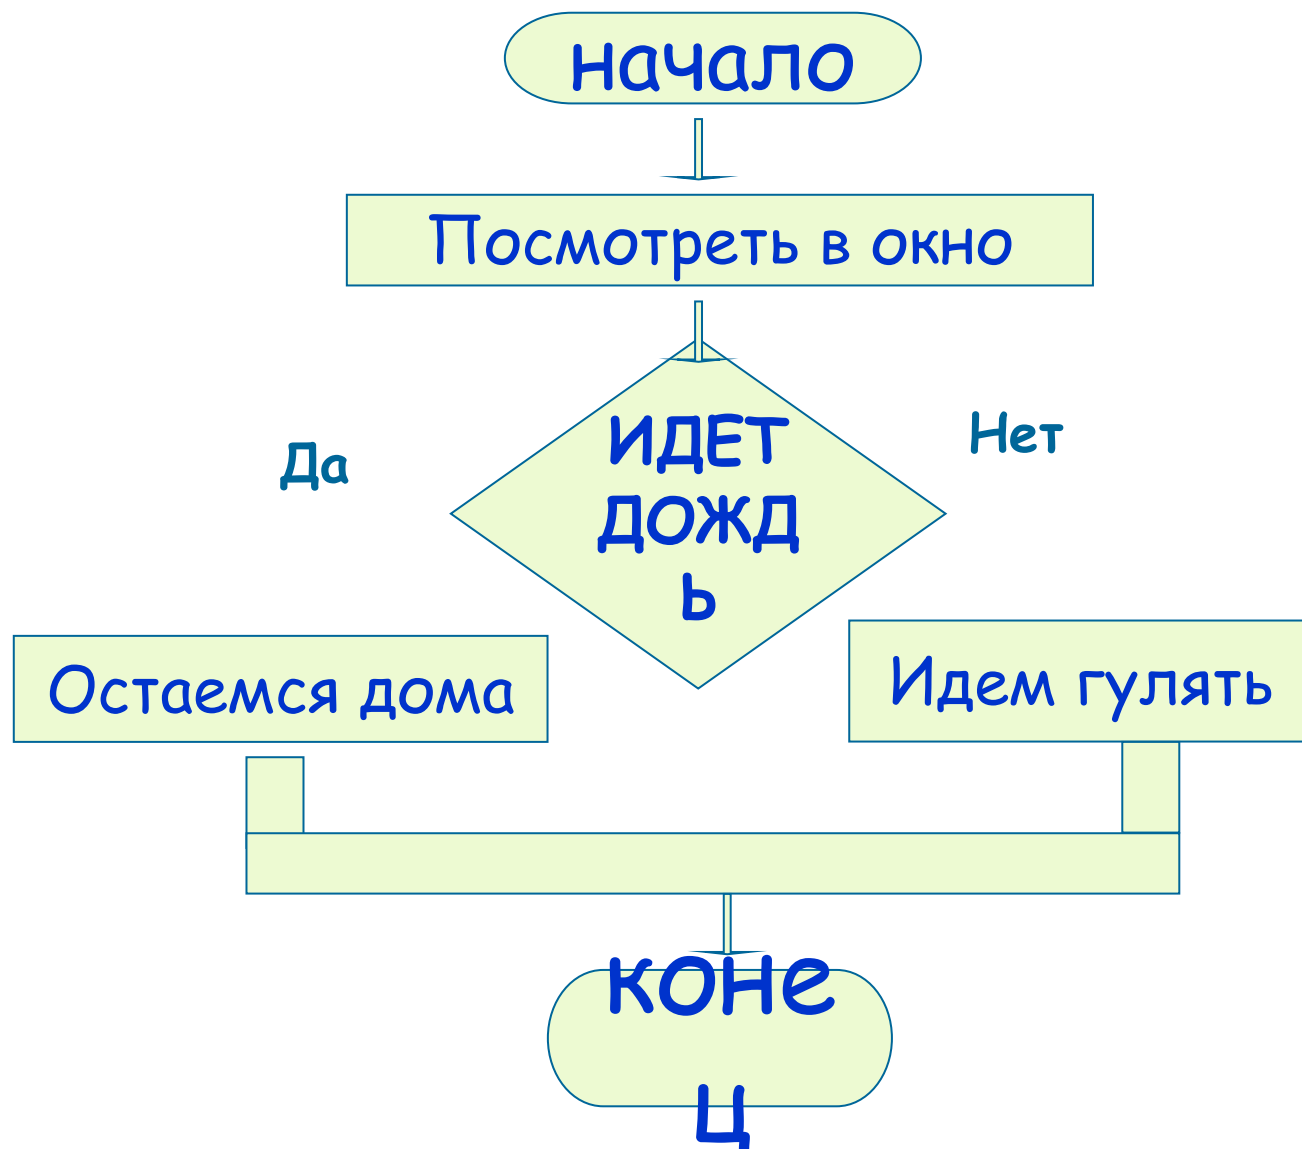 начало
Посмотреть в окно
ИДЕТ
ДОЖД
Ь
Да
Нет
Остаемся дома
Идем гулять
коне
ц